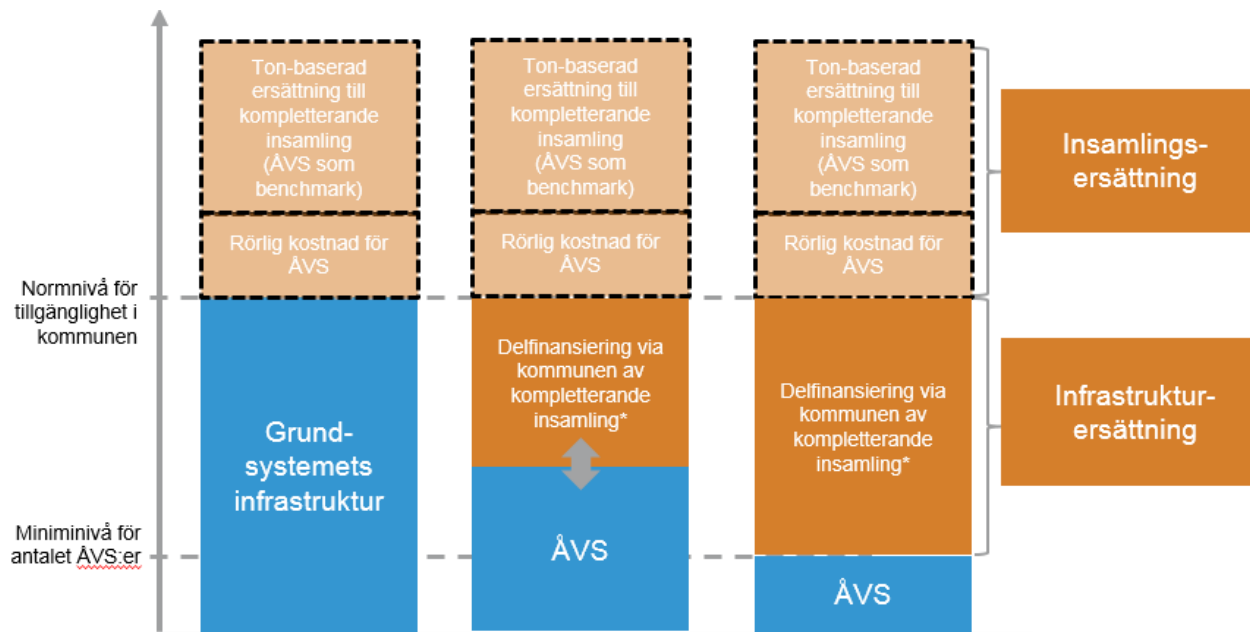 Ton-baserad
ersättning till
kompletterande
insamling
(ÅVS som
benchmark)
Ton-baserad
ersättning till
kompletterande
insamling
(ÅVS som
benchmark)
Ton-baserad
ersättning till
kompletterande
insamling
(ÅVS som
benchmark)
Insamlings-
ersättning
Rörlig kostnad för
ÅVS
Rörlig kostnad för
ÅVS
Rörlig kostnad för
ÅVS
Normnivå för
tillgänglighet i
kommunen
Grund-
systemets
infrastruktur
Delfinansiering via
kommunen av
kompletterande
insamling*
Delfinansiering via
kommunen av
kompletterande
insamling*
Infrastruktur-
ersättning
Miniminivå för
antalet ÅVS:er
ÅVS
ÅVS